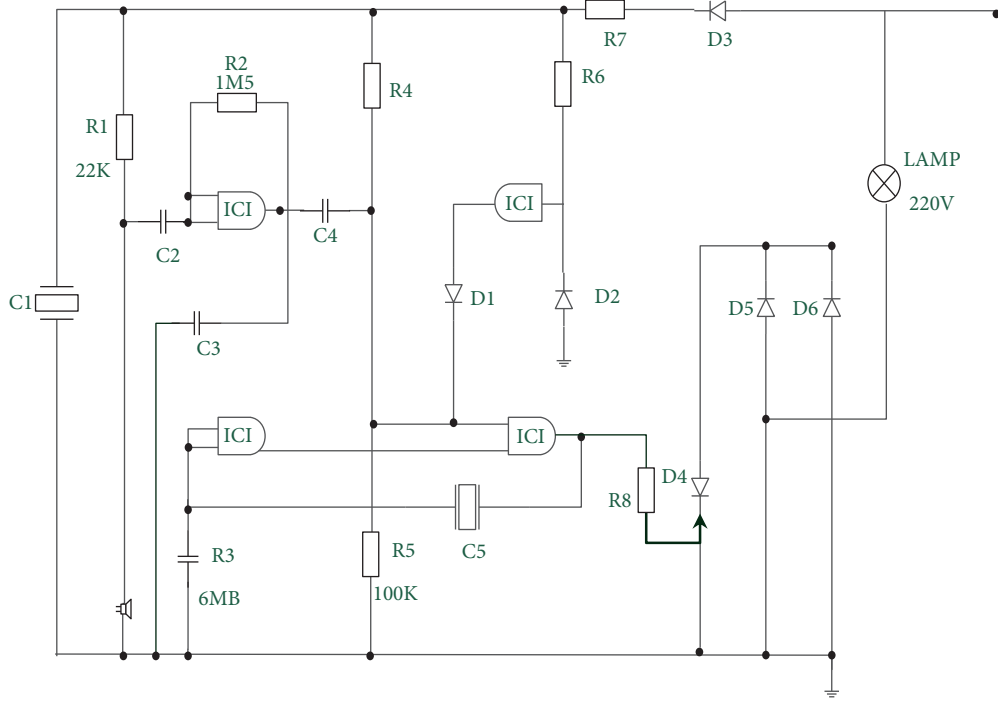 R7
D3
R2
1M5
R4
R6
R1
22K
LAMP
220V
ICI
ICI
C4
C2
C1
D1
D2
D5
D6
C3
ICI
ICI
D4
R8
C5
R3
6MB
R5
100K